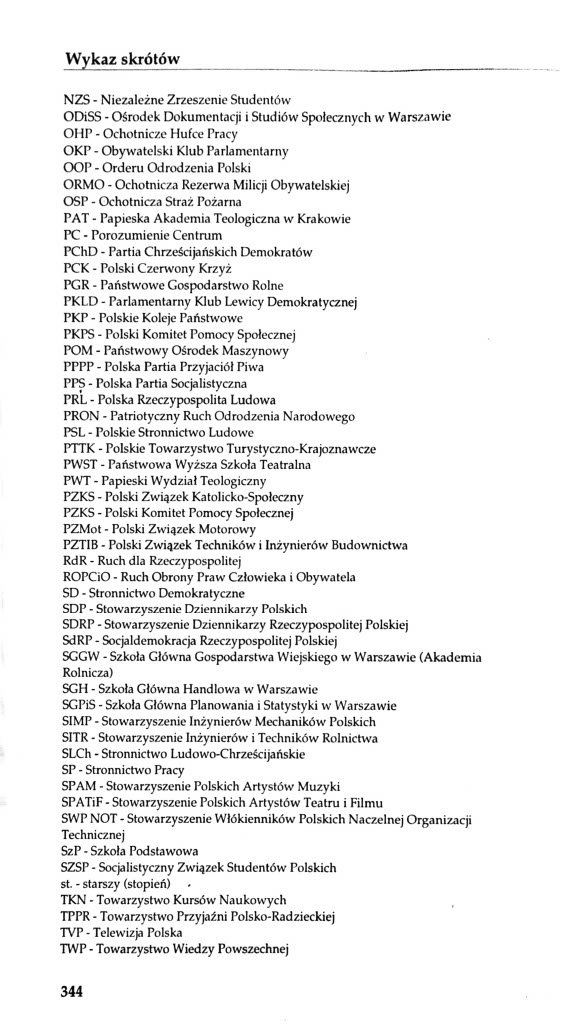 Wykaz skrótów
NZS - Niezależne Zrzeszenie Studentów
ODiSS - Ośrodek Dokumentacji i Studiów Społecznych w Warszawie
OHP - Ochotnicze Hufce Pracy
OKP - Obywatelski Klub Parlamentarny
OOP - Orderu Odrodzenia Polski
ORMO - Ochotnicza Rezerwa Milicji Obywatelskiej
OSP - Ochotnicza Straż Pożarna
PAT - Papieska Akademia Teologiczna w Krakowie
PC - Porozumienie Centrum
PChD - Partia Chrześcijańskich Demokratów
PCK - Polski Czerwony Krzyż
PGR - Państwowe Gospodarstwo Rolne
PKLD - Parlamentarny Klub Lewicy Demokratycznej
PKP - Polskie Koleje Państwowe
PKPS - Polski Komitet Pomocy Społecznej
POM - Państwowy Ośrodek Maszynowy
PPPP - Polska Partia Przyjaciół Piwa
PPS - Polska Partia Socjalistyczna
PRL - Polska Rzeczypospolita Ludowa
PRON - Patriotyczny Ruch Odrodzenia Narodowego
PSL - Polskie Stronnictwo Ludowe
PTTK - Polskie Towarzystwo Turystyczno-Krajoznawcze
PWST - Państwowa Wyższa Szkoła Teatralna
PWT - Papieski Wydział Teologiczny
PZKS - Polski Związek Katolicko-Społeczny
PZKS - Polski Komitet Pomocy Społecznej
PZMot - Polski Związek Motorowy
PZTIB - Polski Związek Techników i Inżynierów Budownictwa
RdR - Ruch dla Rzeczypospolitej
ROPCiO - Ruch Obrony Praw Człowieka i Obywatela
SD - Stronnictwo Demokratyczne
SDP - Stowarzyszenie Dziennikarzy Polskich
SDRP - Stowarzyszenie Dziennikarzy Rzeczypospolitej Polskiej
SdRP - Socjaldemokracja Rzeczypospolitej Polskiej
SGGW - Szkoła Główna Gospodarstwa Wiejskiego w Warszawie (Akademia
Rolnicza)
SGH - Szkoła Główna Handlowa w Warszawie
SGPiS - Szkoła Główna Planowania i Statystyki w Warszawie
SIMP - Stowarzyszenie Inżynierów Mechaników Polskich
SITR - Stowarzyszenie Inżynierów i Techników Rolnictwa
SLCh - Stronnictwo Ludowo-Chrześcijańskie
SP - Stronnictwo Pracy
SPAM - Stowarzyszenie Polskich Artystów Muzyki
SPATiF - Stowarzyszenie Polskich Artystów Teatru i Filmu
SWP NOT - Stowarzyszenie Włókienników Polskich Naczelnej Organizacji
Technicznej
SzP - Szkoła Podstawowa
SZSP - Socjalistyczny Związek Studentów Polskich
st. - starszy (stopień)
TKN - Towarzystwo Kursów Naukowych
TPPR - Towarzystwo Przyjaźni Polsko-Radzieckiej
TVP - Telewizja Polska
TWP - Towarzystwo Wiedzy Powszechnej
344